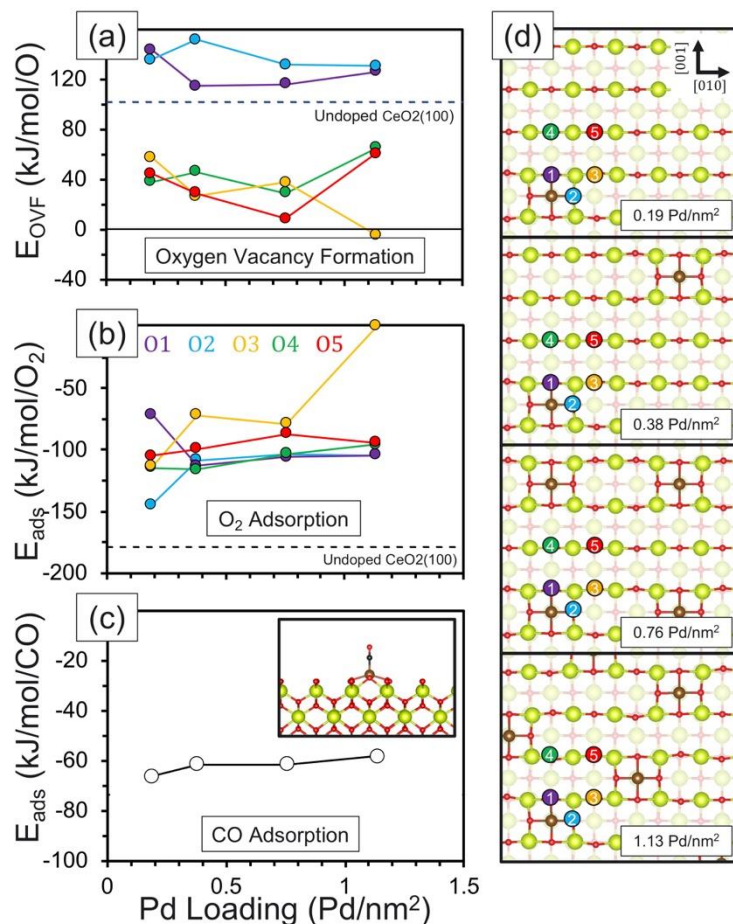 (a)
E_OVF (kJ/mol/O)
120
80
40
0
-40
Undoped CeO2(100)
Oxygen Vacancy Formation
(b)
O1 O2 O3 O4 O5
E_ads (kJ/mol/O₂)
-50
-100
-150
-200
O₂ Adsorption
Undoped CeO2(100)
(c)
E_ads (kJ/mol/CO)
-20
-40
-60
-80
-100
CO Adsorption
0 0.5 1 1.5
Pd Loading (Pd/nm²)
(d)
[001]
[010]
4 5
1 3
2
0.19 Pd/nm²
4 5
1 3
2
0.38 Pd/nm²
4 5
1 3
2
0.76 Pd/nm²
4 5
1 3
2
1.13 Pd/nm²